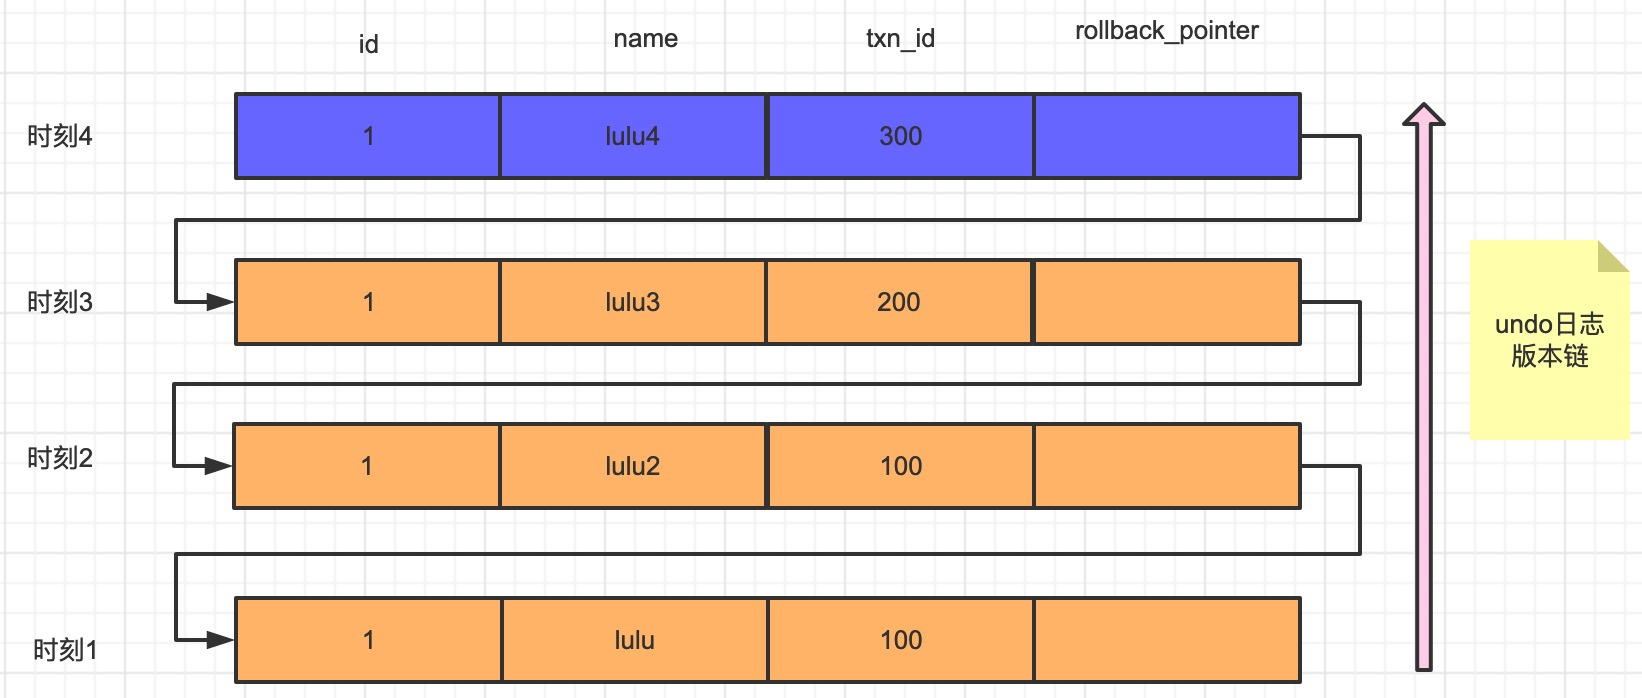 id name txn_id rollback_pointer
时刻4 1 lulu4 300
时刻3 1 lulu3 200
undo日志
版本链
时刻2 1 lulu2 100
时刻1 1 lulu 100